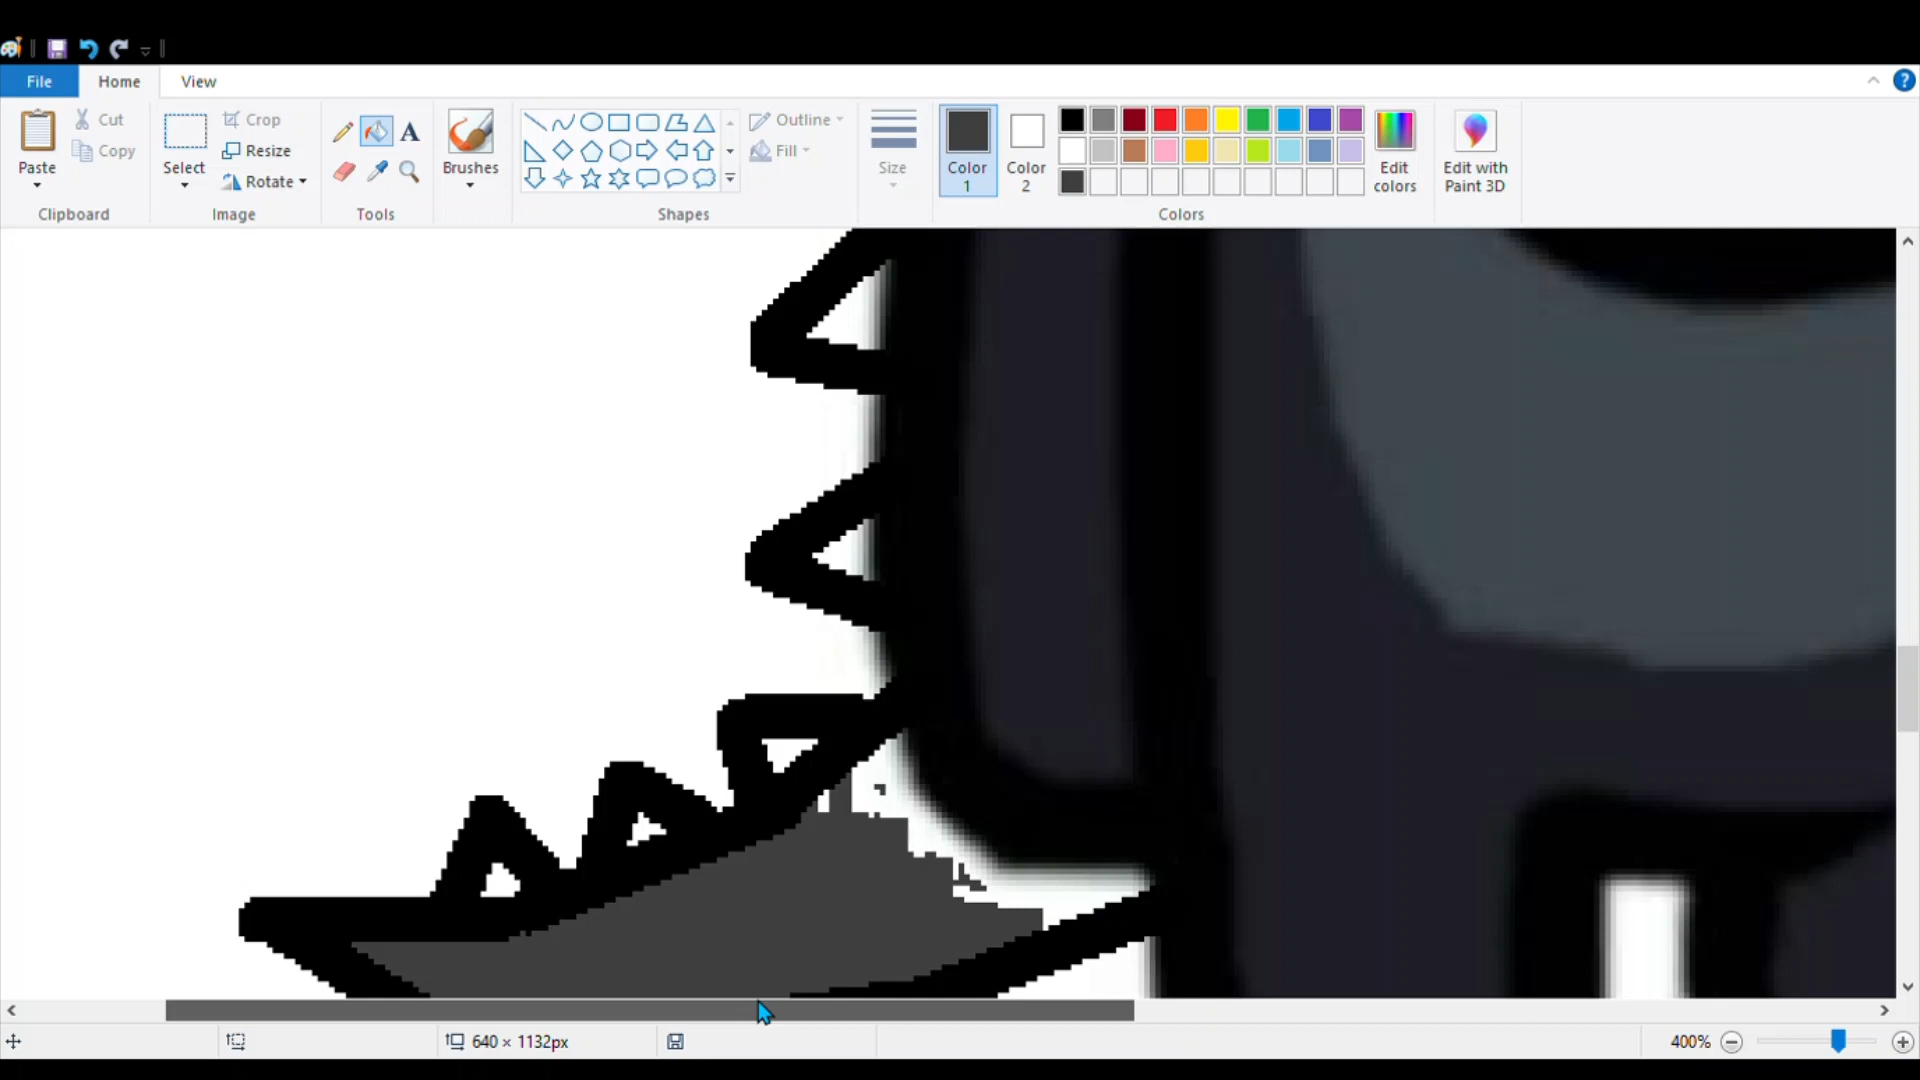 File Home View
Paste
Cut
Copy
Clipboard
Select
Crop
Resize
Rotate
Image
A
Tools
Brushes
Shapes
Outline
Fill
Size
Color
1
Color
2
Colors
Edit
colors
Edit with
Paint 3D
?
640 × 1132px
400%